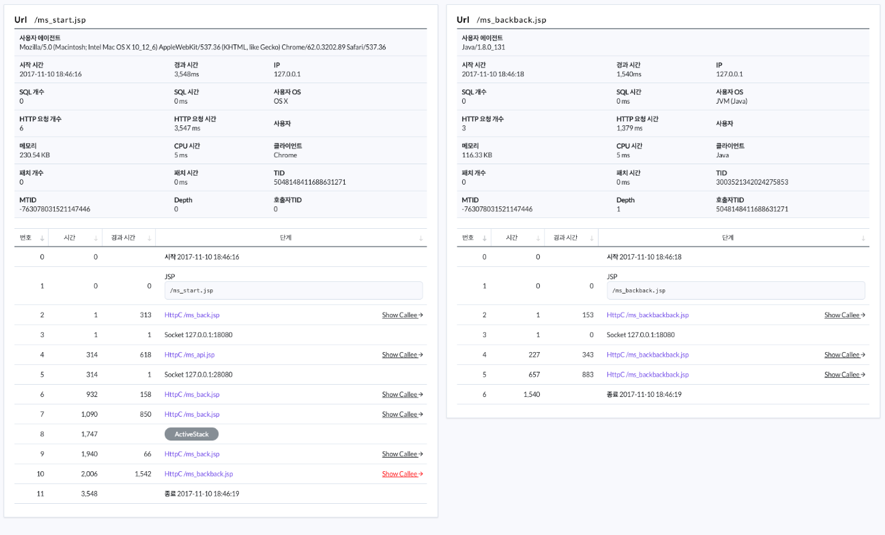 Url /ms_start.jsp
사용자 에이전트
Mozilla/5.0 (Macintosh; Intel Mac OS X 10_12_6) AppleWebKit/537.36 (KHTML, like Gecko) Chrome/62.0.3202.89 Safari/537.36
시작 시간 경과 시간 IP
2017-11-10 18:46:16 3,548ms 127.0.0.1
SQL 개수 SQL 시간 사용자 OS
0 0 ms OS X
HTTP 요청 개수 HTTP 요청 시간 사용자
6 3,547 ms
메모리 CPU 시간 클라이언트
230.54 KB 5 ms Chrome
패치 개수 패치 시간 TID
0 0 ms 5048148411688631271
MTID Depth 호출자TID
-763078031521147446 0 0
번호 시간 경과 시간 단계
0 0 시작 2017-11-10 18:46:16
JSP
1 0 0 /ms_start.jsp
2 1 313 HttpC /ms_back.jsp Show Callee →
3 1 1 Socket 127.0.0.1:18080
4 314 618 HttpC /ms_api.jsp Show Callee →
5 314 1 Socket 127.0.0.1:28080
6 932 158 HttpC /ms_back.jsp Show Callee →
7 1,090 850 HttpC /ms_back.jsp Show Callee →
8 1,747 ActiveStack
9 1,940 66 HttpC /ms_back.jsp Show Callee →
10 2,006 1,542 HttpC /ms_backback.jsp Show Callee →
11 3,548 종료 2017-11-10 18:46:19
Url /ms_backback.jsp
사용자 에이전트
Java/1.8.0_131
시작 시간 경과 시간 IP
2017-11-10 18:46:18 1,540ms 127.0.0.1
SQL 개수 SQL 시간 사용자 OS
0 0 ms JVM (Java)
HTTP 요청 개수 HTTP 요청 시간 사용자
3 1,379 ms
메모리 CPU 시간 클라이언트
116.33 KB 5 ms Java
패치 개수 패치 시간 TID
0 0 ms 3003521342024275853
MTID Depth 호출자TID
-763078031521147446 1 5048148411688631271
번호 시간 경과 시간 단계
0 0 시작 2017-11-10 18:46:18
JSP
1 0 0 /ms_backback.jsp
2 1 153 HttpC /ms_backbackback.jsp Show Callee →
3 1 0 Socket 127.0.0.1:18080
4 227 343 HttpC /ms_backbackback.jsp Show Callee →
5 657 883 HttpC /ms_backbackback.jsp Show Callee →
6 1,540 종료 2017-11-10 18:46:19